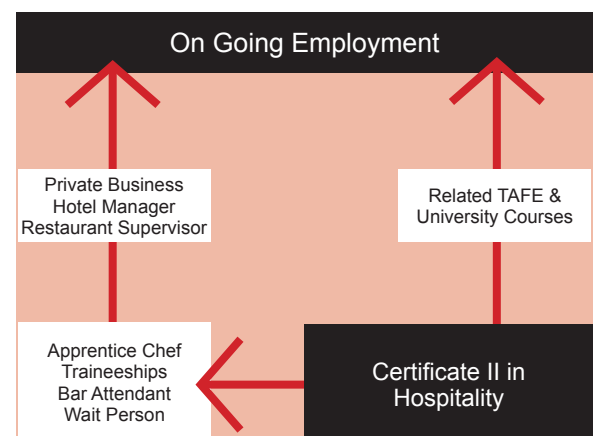 On Going Employment
Private Business
Hotel Manager
Restaurant Supervisor
Related TAFE &
University Courses
Apprentice Chef
Traineeships
Bar Attendant
Wait Person
Certificate II in
Hospitality